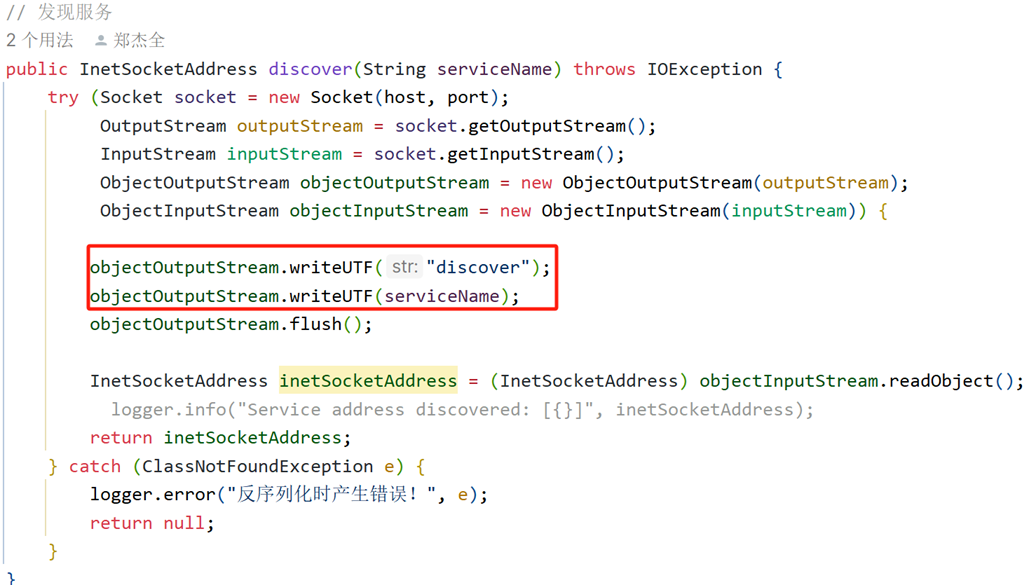 // 发现服务
2 个用法 郑杰全
public InetSocketAddress discover(String serviceName) throws IOException {
try (Socket socket = new Socket(host, port);
OutputStream outputStream = socket.getOutputStream();
InputStream inputStream = socket.getInputStream();
ObjectOutputStream objectOutputStream = new ObjectOutputStream(outputStream);
ObjectInputStream objectInputStream = new ObjectInputStream(inputStream)) {
objectOutputStream.writeUTF( str: "discover");
objectOutputStream.writeUTF(serviceName);
objectOutputStream.flush();
InetSocketAddress inetSocketAddress = (InetSocketAddress) objectInputStream.readObject();
logger.info("Service address discovered: [{}]", inetSocketAddress);
return inetSocketAddress;
} catch (ClassNotFoundException e) {
logger.error("反序列化时产生错误！", e);
return null;
}
}